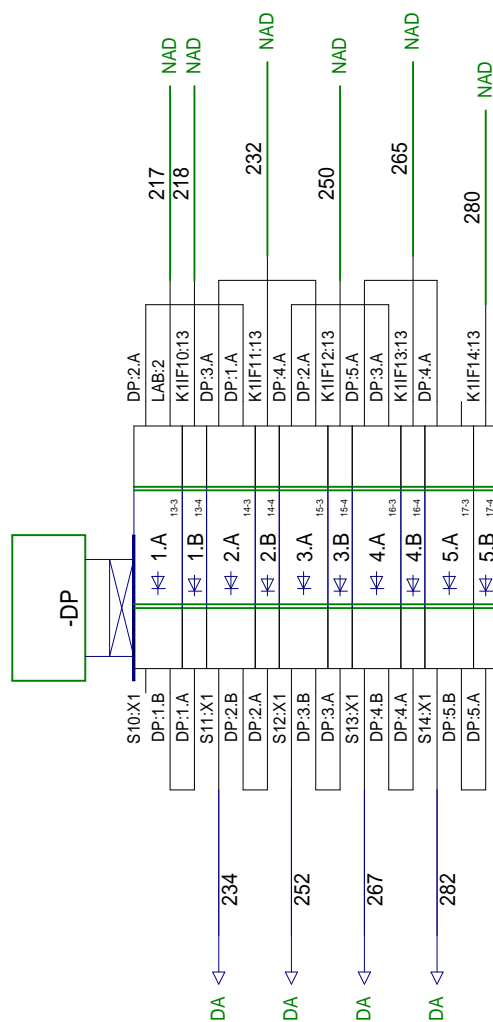 -DP
NAD
NAD
NAD
NAD
NAD
NAD
217
218
232
250
265
280
DP:2.A
LAB:2
K1IF10:13
DP:3.A
DP:1.A
K1IF11:13
DP:4.A
DP:2.A
K1IF12:13
DP:5.A
DP:3.A
K1IF13:13
DP:4.A
K1IF14:13
13-3
13-4
14-3
14-4
15-3
15-4
16-3
16-4
17-3
17-4
1.A
1.B
2.A
2.B
3.A
3.B
4.A
4.B
5.A
5.B
S10:X1
DP:1.B
DP:1.A
S11:X1
DP:2.B
DP:2.A
S12:X1
DP:3.B
DP:3.A
S13:X1
DP:4.B
DP:4.A
S14:X1
DP:5.B
DP:5.A
234
252
267
282
DA
DA
DA
DA